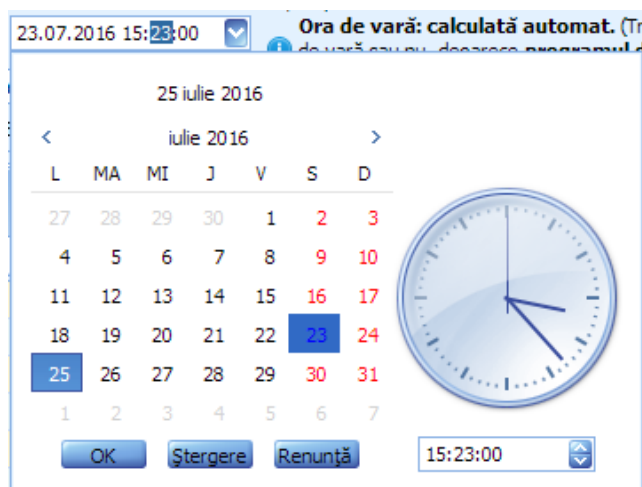 23.07.2016 15:23:00
Ora de vară: calculată automat. (Tr
de vară sau nu, deoarece programul
25 iulie 2016
iulie 2016
L MA MI J V S D
27 28 29 30 1 2 3
4 5 6 7 8 9 10
11 12 13 14 15 16 17
18 19 20 21 22 23 24
25 26 27 28 29 30 31
1 2 3 4 5 6 7
OK Ștergere Renunță
15:23:00